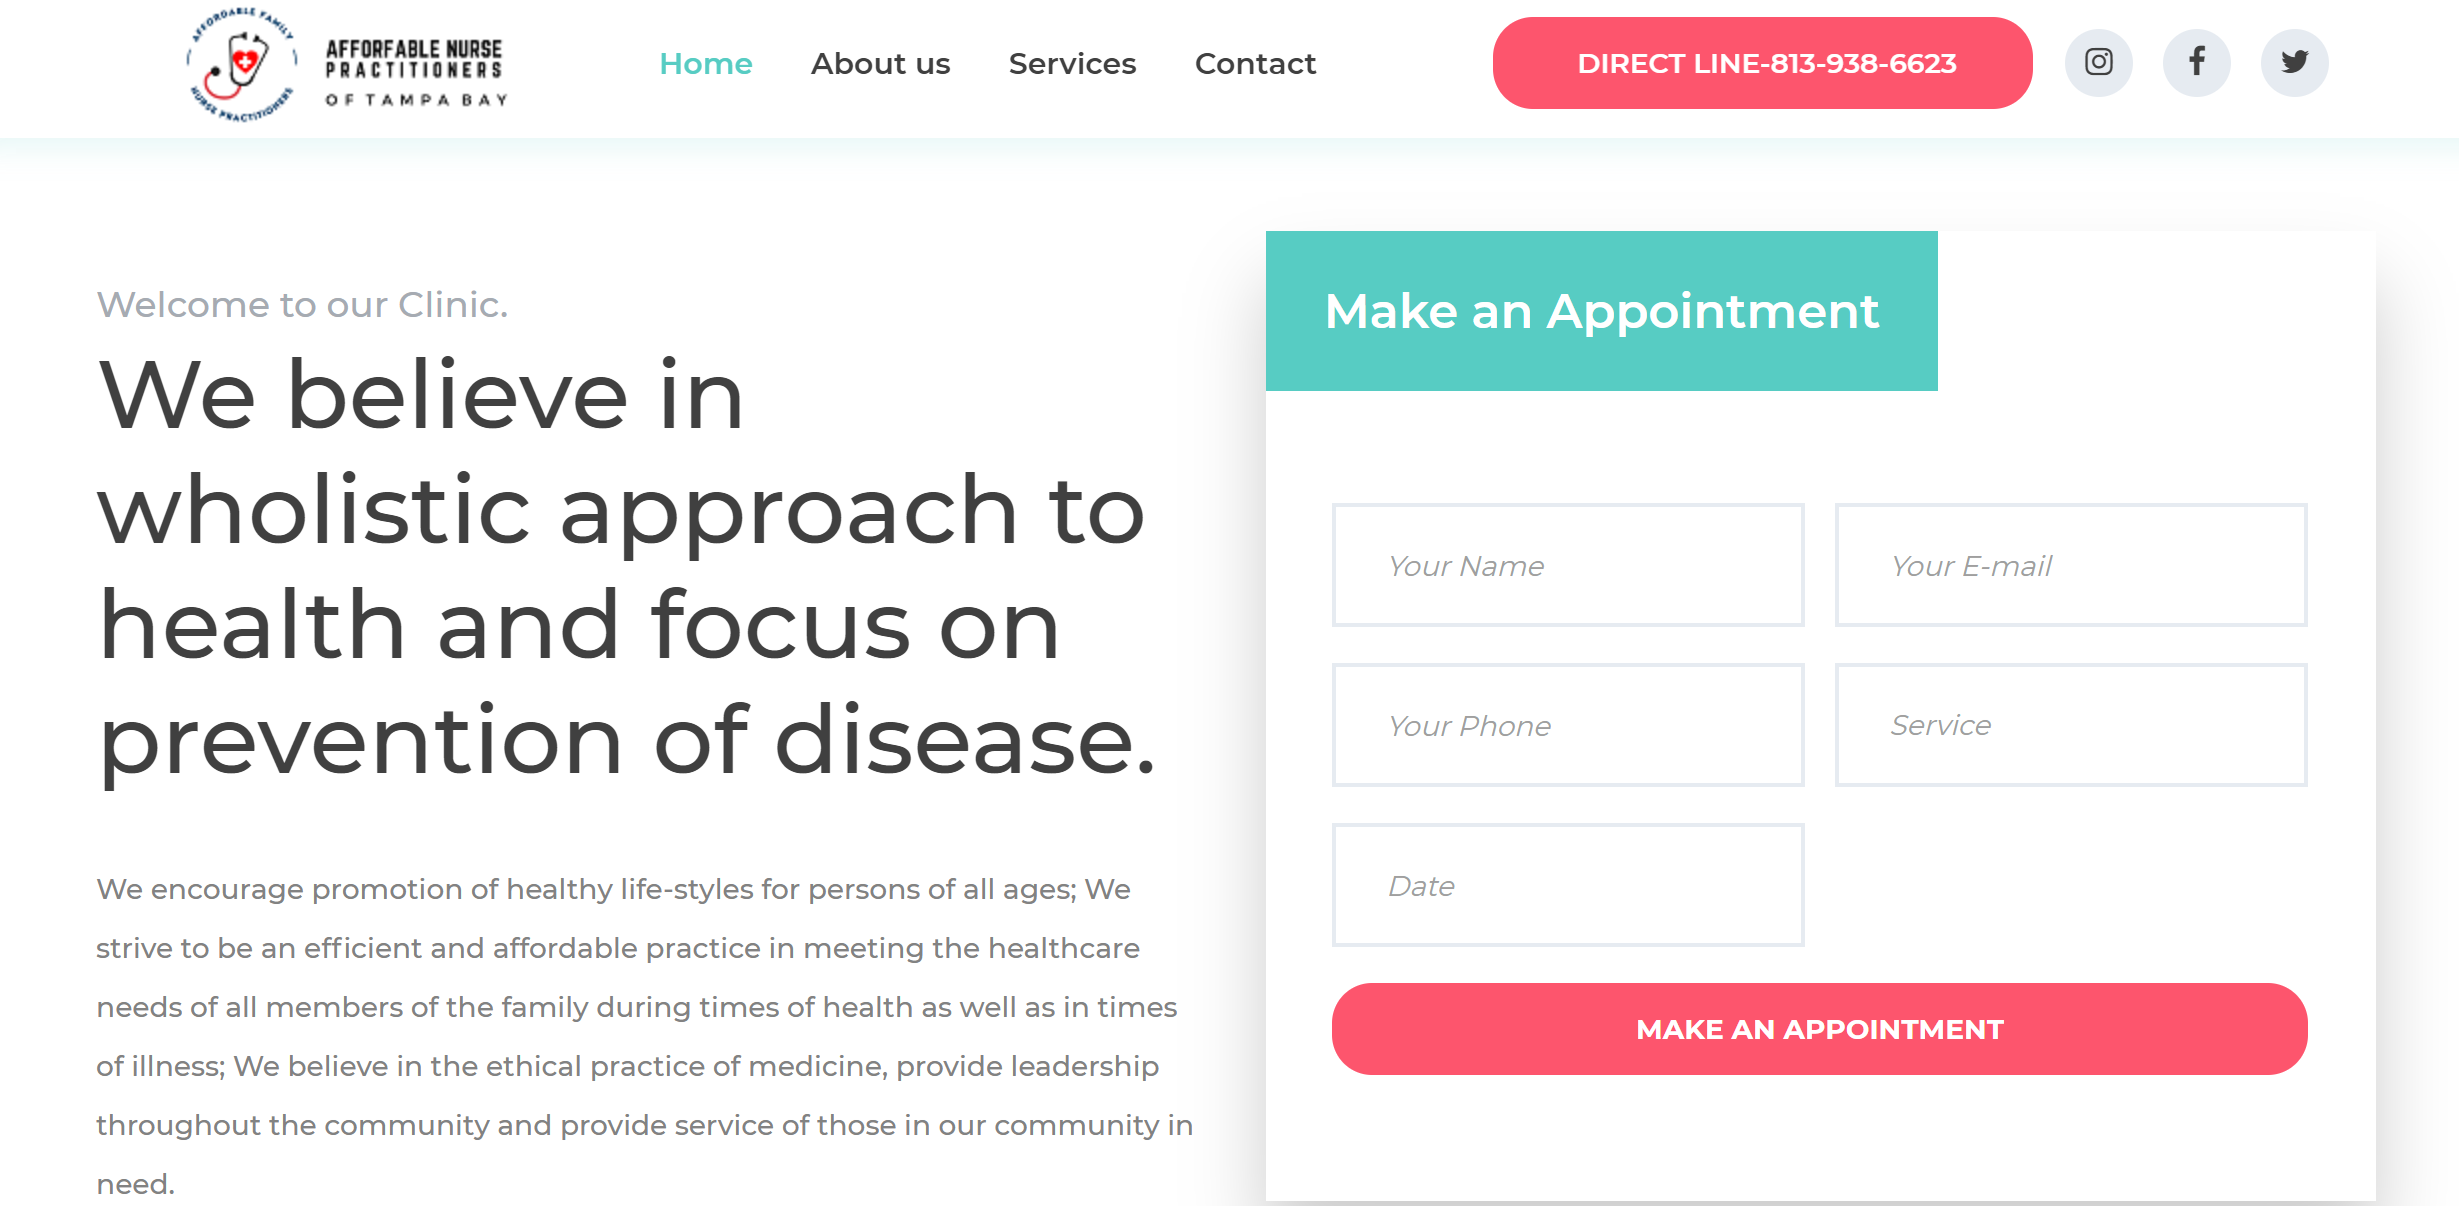 AFFORDABLE FAMILY
NURSE PRACTITIONERS
AFFORFABLE NURSE
PRACTITIONERS
OF TAMPA BAY
Home About us Services Contact
DIRECT LINE-813-938-6623
Welcome to our Clinic.
We believe in
wholistic approach to
health and focus on
prevention of disease.
We encourage promotion of healthy life-styles for persons of all ages; We
strive to be an efficient and affordable practice in meeting the healthcare
needs of all members of the family during times of health as well as in times
of illness; We believe in the ethical practice of medicine, provide leadership
throughout the community and provide service of those in our community in
need.
Make an Appointment
Your Name Your E-mail
Your Phone Service
Date
MAKE AN APPOINTMENT